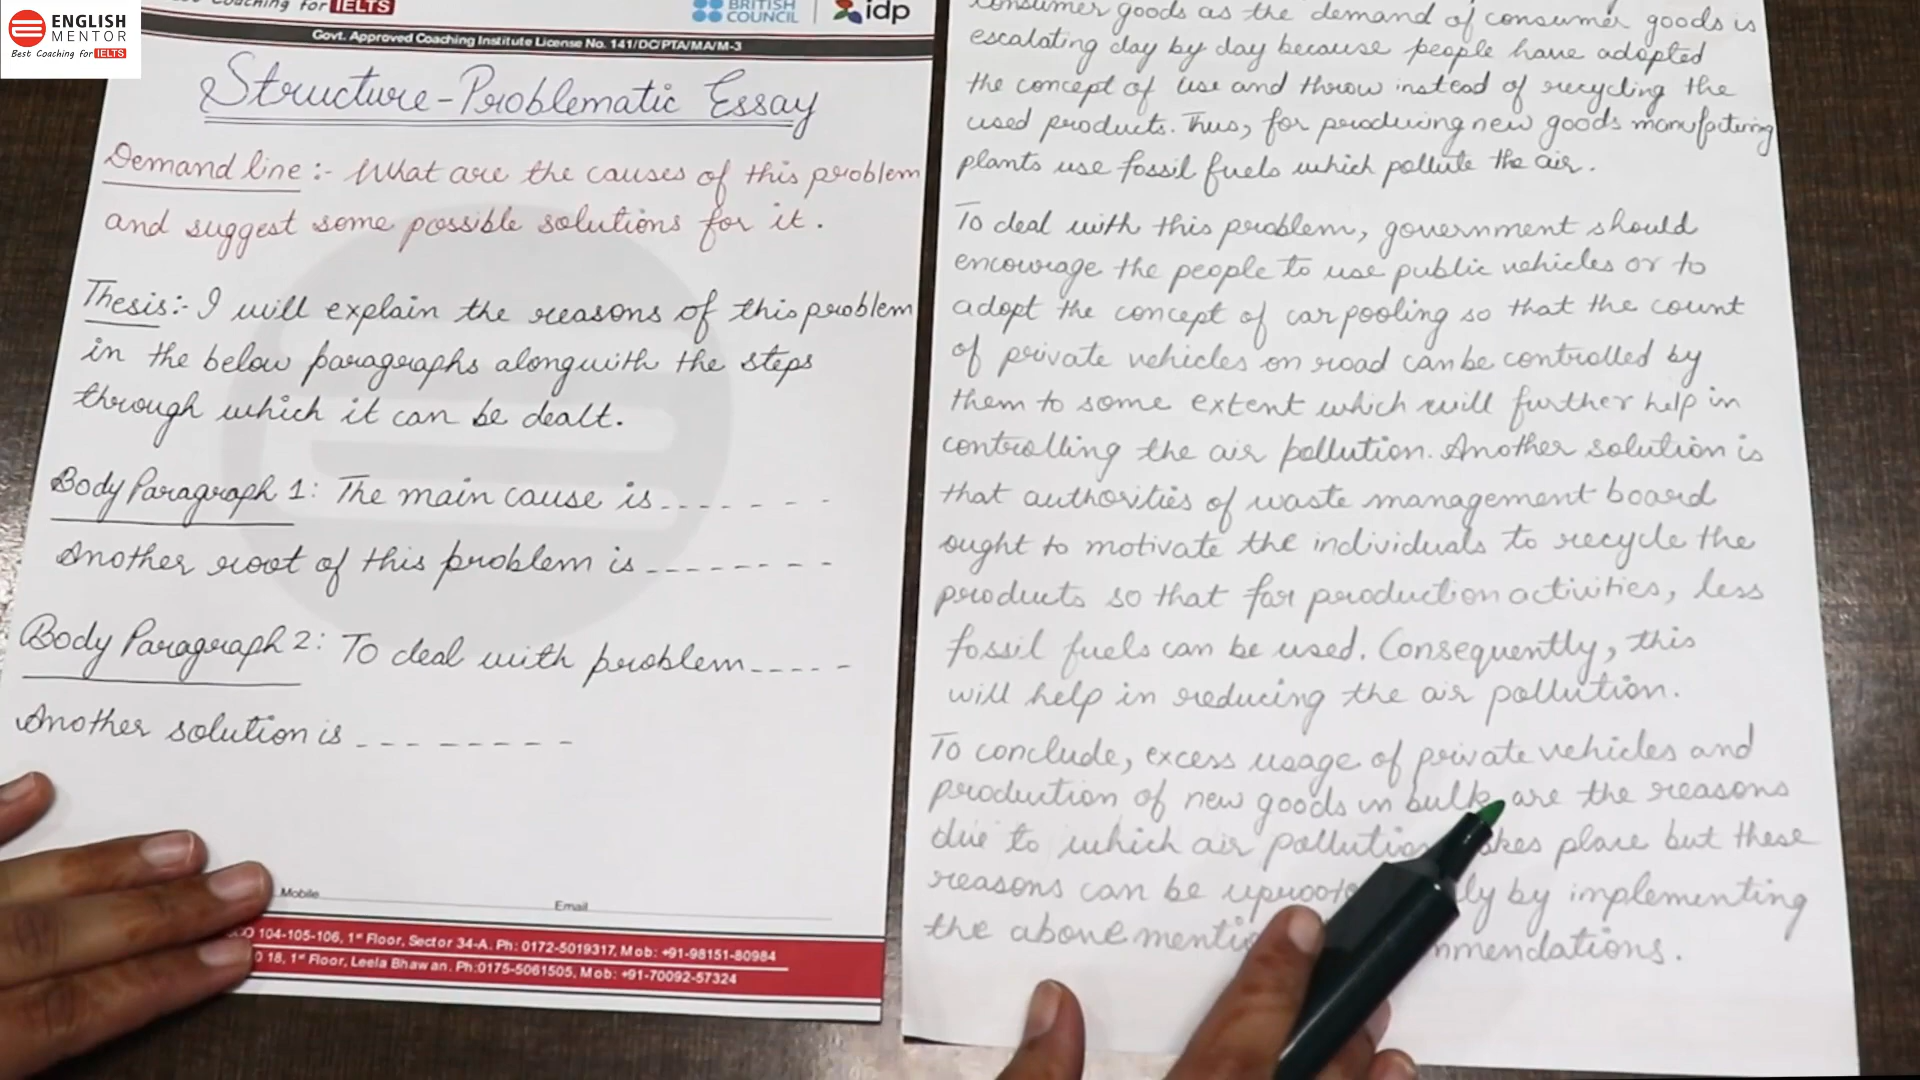 ENGLISH
MENTOR
Best Coaching for IELTS
Coaching for IELTS
BRITISH
COUNCIL
idp
Govt. Approved Coaching Institute License No. 141/DC/PTA/MA/M-3
Structure-Problematic Essay
Demand line :- What are the causes of this problem
and suggest some possible solutions for it.
Thesis:- I will explain the reasons of this problem
in the below paragraphs alongwith the steps
through which it can be dealt.
Body Paragraph 1: The main cause is
Another root of this problem is
Body Paragraph 2: To deal with problem
Another solution is
Mobile
Email
104-105-106, 1st Floor, Sector 34-A. Ph: 0172-5019317, Mob: +91-98151-80984
18, 1st Floor, Leela Bhawan. Ph:0175-5061505, Mob: +91-70092-57324
consumer goods as the demand of consumer goods is
escalating day by day because people have adopted
the concept of use and throw instead of recycling the
used products. Thus, for producing new goods manufacturing
plants use fossil fuels which pollute the air.
To deal with this problem, government should
encourage the people to use public vehicles or to
adopt the concept of car pooling so that the count
of private vehicles on road can be controlled by
them to some extent which will further help in
controlling the air pollution. Another solution is
that authorities of waste management board
ought to motivate the individuals to recycle the
products so that for production activities, less
fossil fuels can be used. Consequently, this
will help in reducing the air pollution.
To conclude, excess usage of private vehicles and
production of new goods in bulk are the reasons
due to which air pollution place but these
reasons can be by implementing
the above